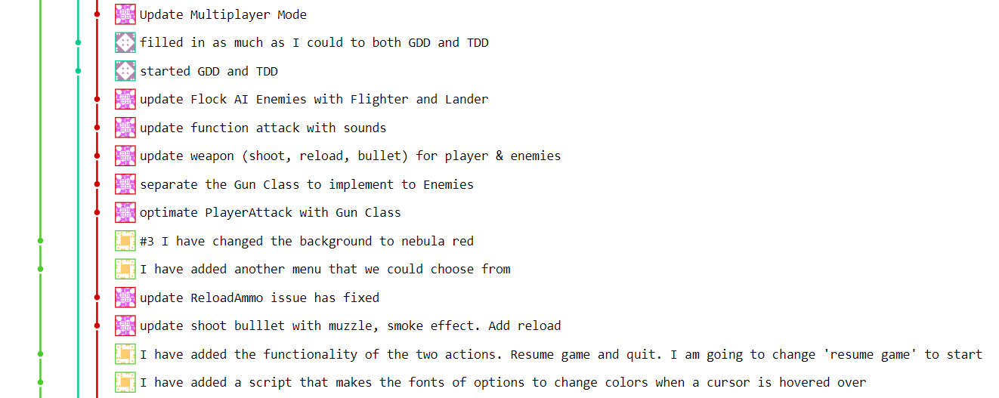 Update Multiplayer Mode
filled in as much as I could to both GDD and TDD
started GDD and TDD
update Flock AI Enemies with Flighter and Lander
update function attack with sounds
update weapon (shoot, reload, bullet) for player & enemies
separate the Gun Class to implement to Enemies
optimate PlayerAttack with Gun Class
#3 I have changed the background to nebula red
I have added another menu that we could choose from
update ReloadAmmo issue has fixed
update shoot bulllet with muzzle, smoke effect. Add reload
I have added the functionality of the two actions. Resume game and quit. I am going to change 'resume game' to start
I have added a script that makes the fonts of options to change colors when a cursor is hovered over